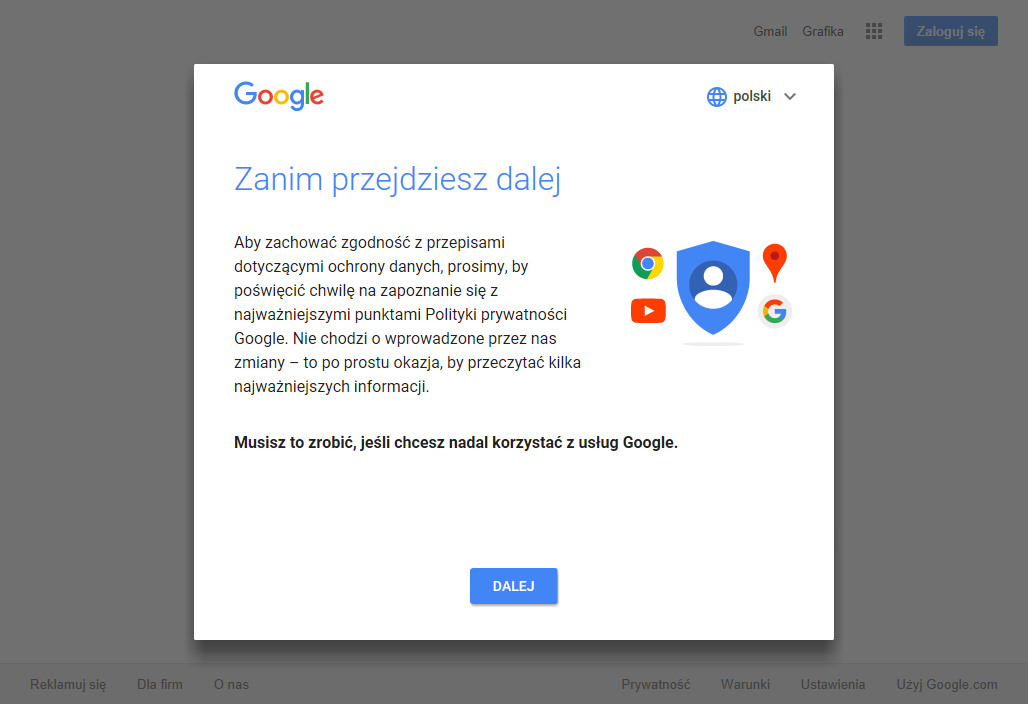 Gmail Grafika Zaloguj się
Google polski
Zanim przejdziesz dalej
Aby zachować zgodność z przepisami
dotyczącymi ochrony danych, prosimy, by
poświęcić chwilę na zapoznanie się z
najważniejszymi punktami Polityki prywatności
Google. Nie chodzi o wprowadzone przez nas
zmiany – to po prostu okazja, by przeczytać kilka
najważniejszych informacji.
Musisz to zrobić, jeśli chcesz nadal korzystać z usług Google.
DALEJ
Reklamuj się Dla firm O nas Prywatność Warunki Ustawienia Użyj Google.com